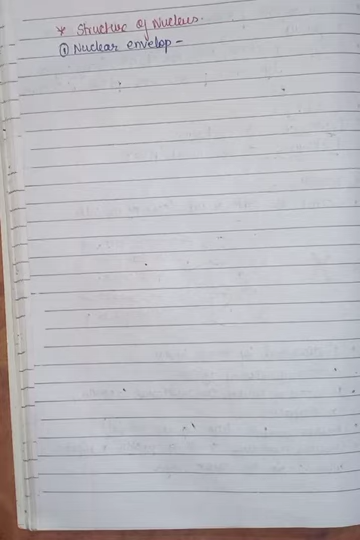 * Structure of Nucleus.
① Nuclear envelop -